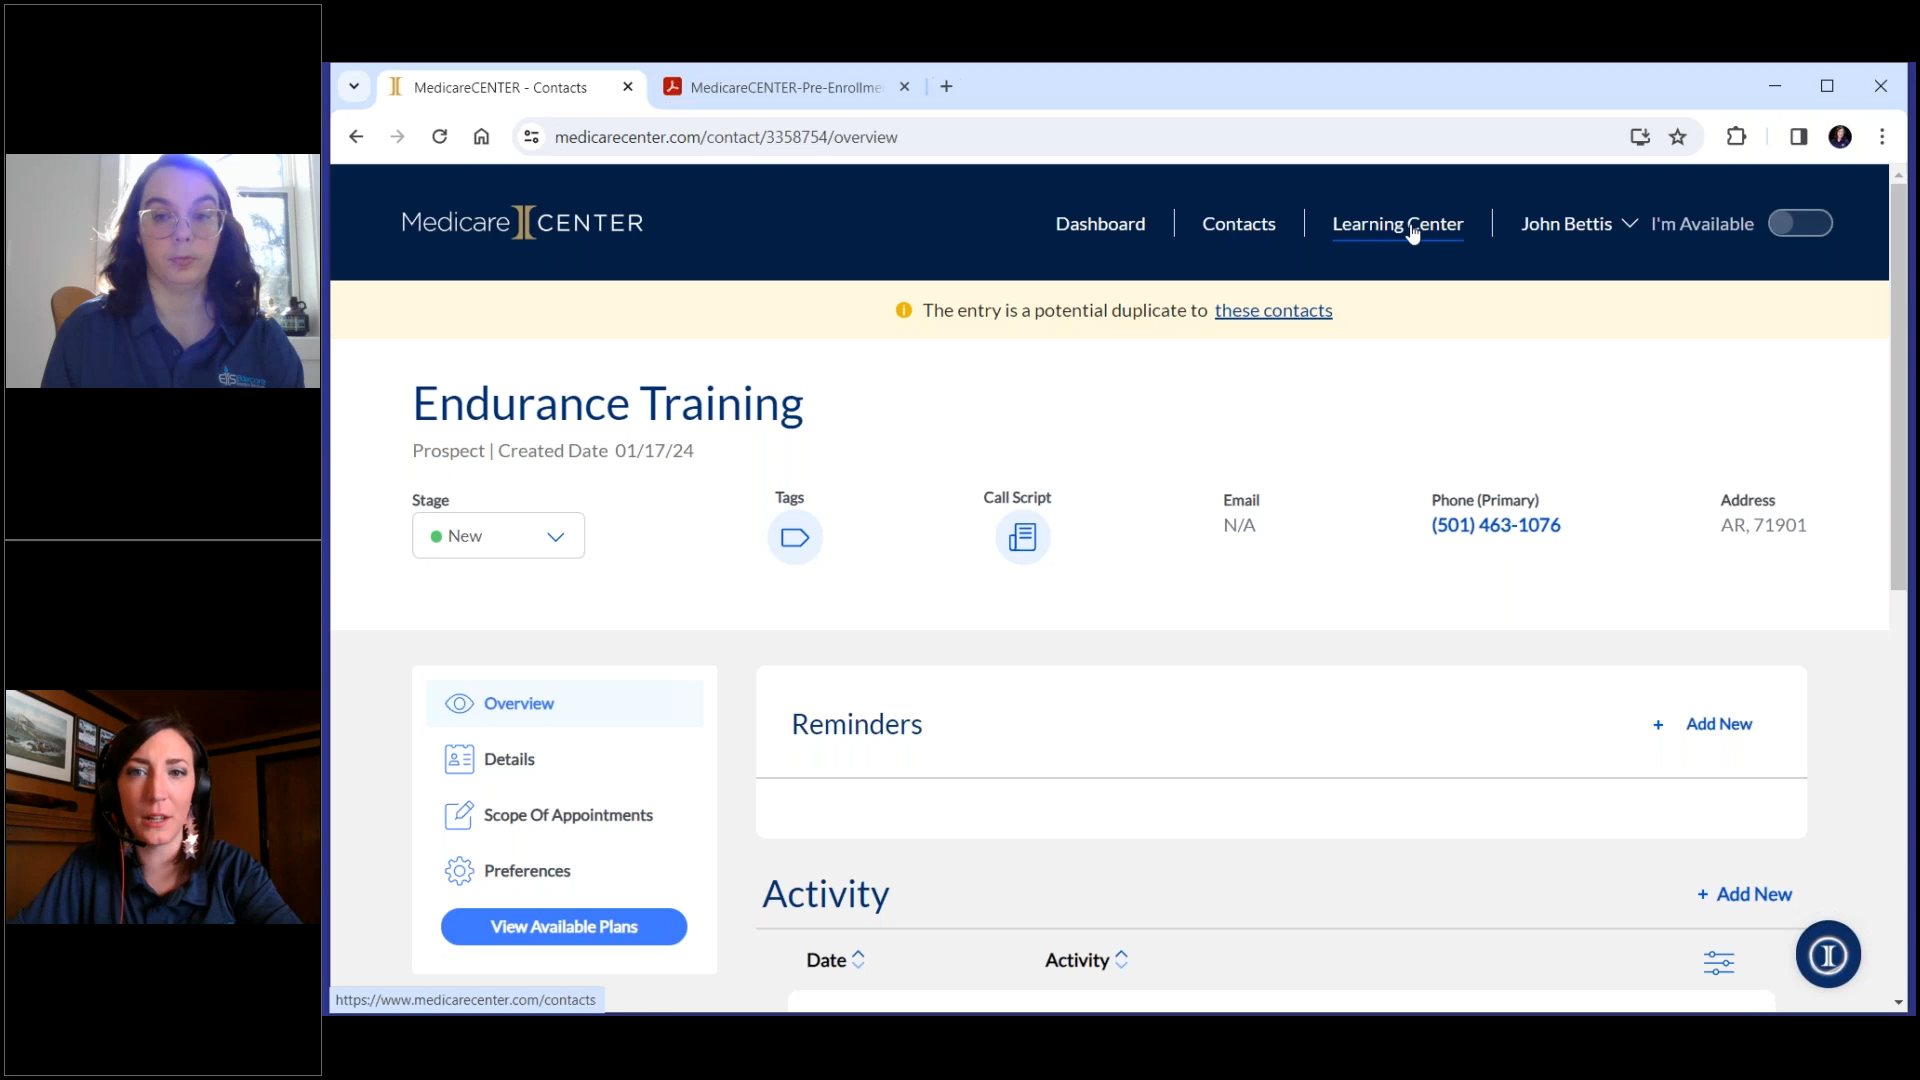 MedicareCENTER - Contacts
MedicareCENTER-Pre-Enrollme
medicarecenter.com/contact/3358754/overview
Medicare CENTER
Dashboard
Contacts
Learning Center
John Bettis
I'm Available
The entry is a potential duplicate to these contacts
Endurance Training
Prospect | Created Date 01/17/24
Stage
New
Tags
Call Script
Email
N/A
Phone (Primary)
(501) 463-1076
Address
AR, 71901
Overview
Details
Scope Of Appointments
Preferences
View Available Plans
Reminders
+ Add New
Activity
+ Add New
Date
Activity
https://www.medicarecenter.com/contacts